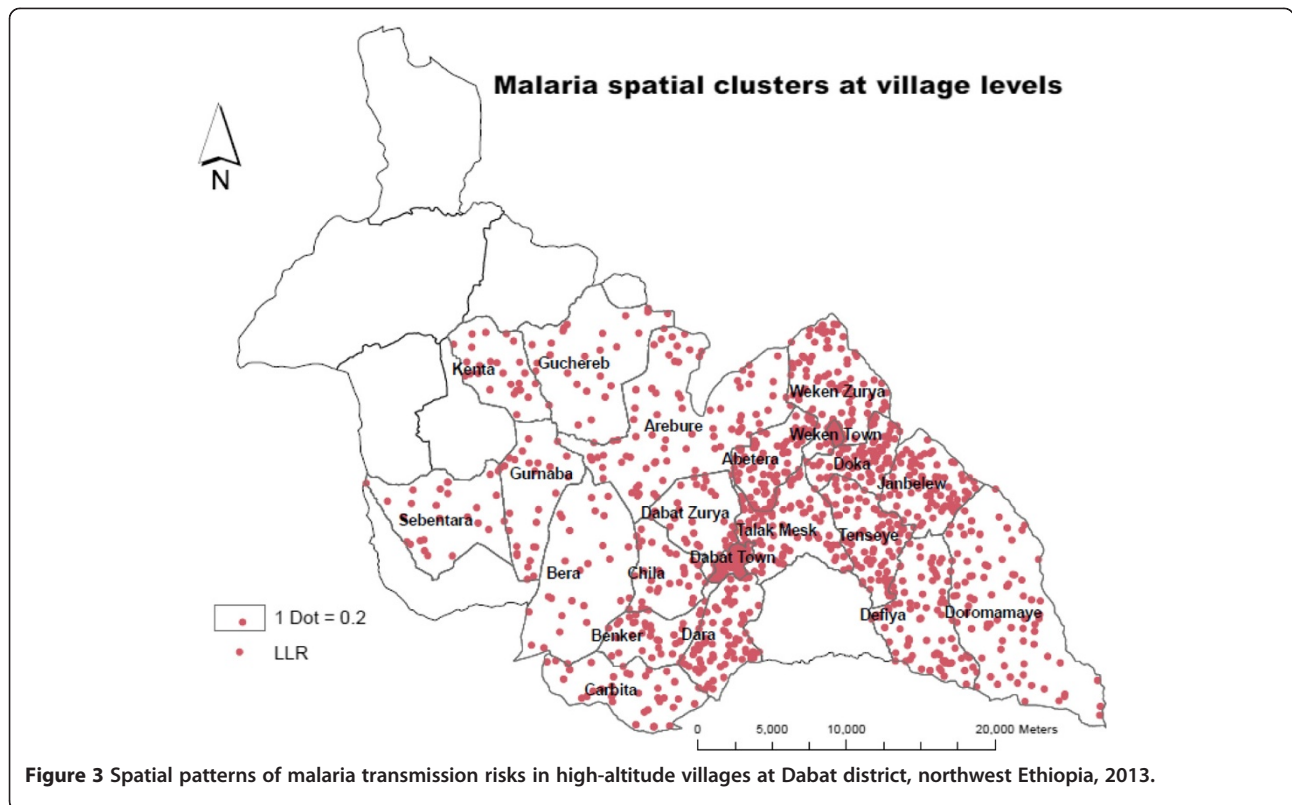 Malaria spatial clusters at village levels
N
Kenta
Guchereb
Weken Zurya
Arebure
Weken Town
Abetera
Doka
Gurnaba
Janbelew
Sebentara
Dabat Zurya
Talak Mesk
Tenseye
Dabat Town
Bera
Chila
Defiya
Doromamaye
1 Dot = 0.2
Benker
Dara
LLR
Carbita
0 5,000 10,000 20,000 Meters
Figure 3 Spatial patterns of malaria transmission risks in high-altitude villages at Dabat district, northwest Ethiopia, 2013.